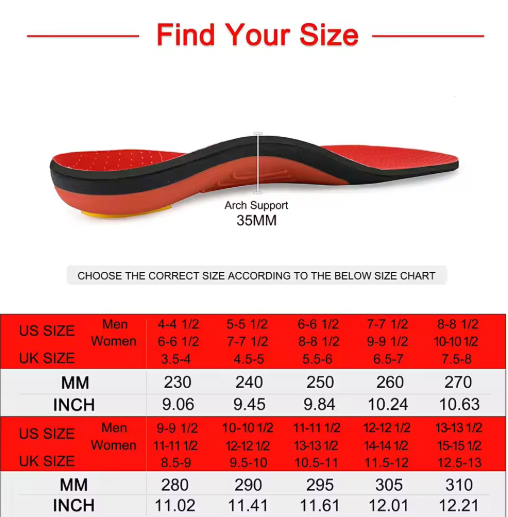 Find Your Size
Arch Support
35MM
CHOOSE THE CORRECT SIZE ACCORDING TO THE BELOW SIZE CHART
US SIZE Men 4-4 1/2 5-5 1/2 6-6 1/2 7-7 1/2 8-8 1/2
Women 6-6 1/2 7-7 1/2 8-8 1/2 9-9 1/2 10-10 1/2
UK SIZE 3.5-4 4.5-5 5.5-6 6.5-7 7.5-8
MM 230 240 250 260 270
INCH 9.06 9.45 9.84 10.24 10.63
US SIZE Men 9-9 1/2 10-10 1/2 11-11 1/2 12-12 1/2 13-13 1/2
Women 11-11 1/2 12-12 1/2 13-13 1/2 14-14 1/2 15-15 1/2
UK SIZE 8.5-9 9.5-10 10.5-11 11.5-12 12.5-13
MM 280 290 295 305 310
INCH 11.02 11.41 11.61 12.01 12.21